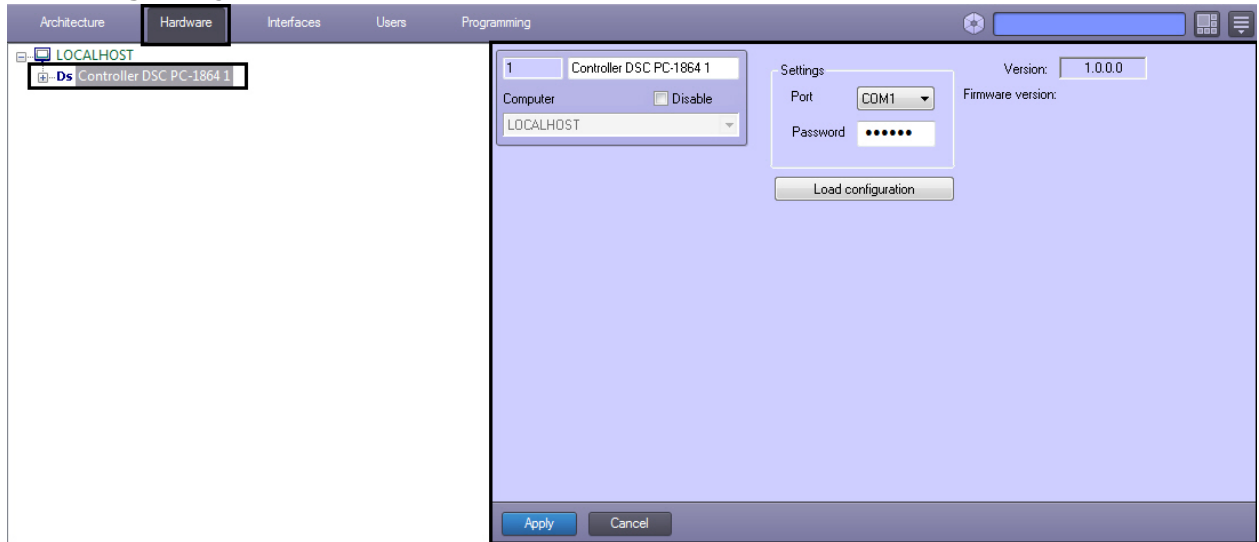 Architecture Hardware Interfaces Users Programming
LOCALHOST
Ds Controller DSC PC-1864 1
1 Controller DSC PC-1864 1
Computer Disable
LOCALHOST
Settings
Port COM1
Password ••••••
Load configuration
Version: 1.0.0.0
Firmware version:
Apply Cancel